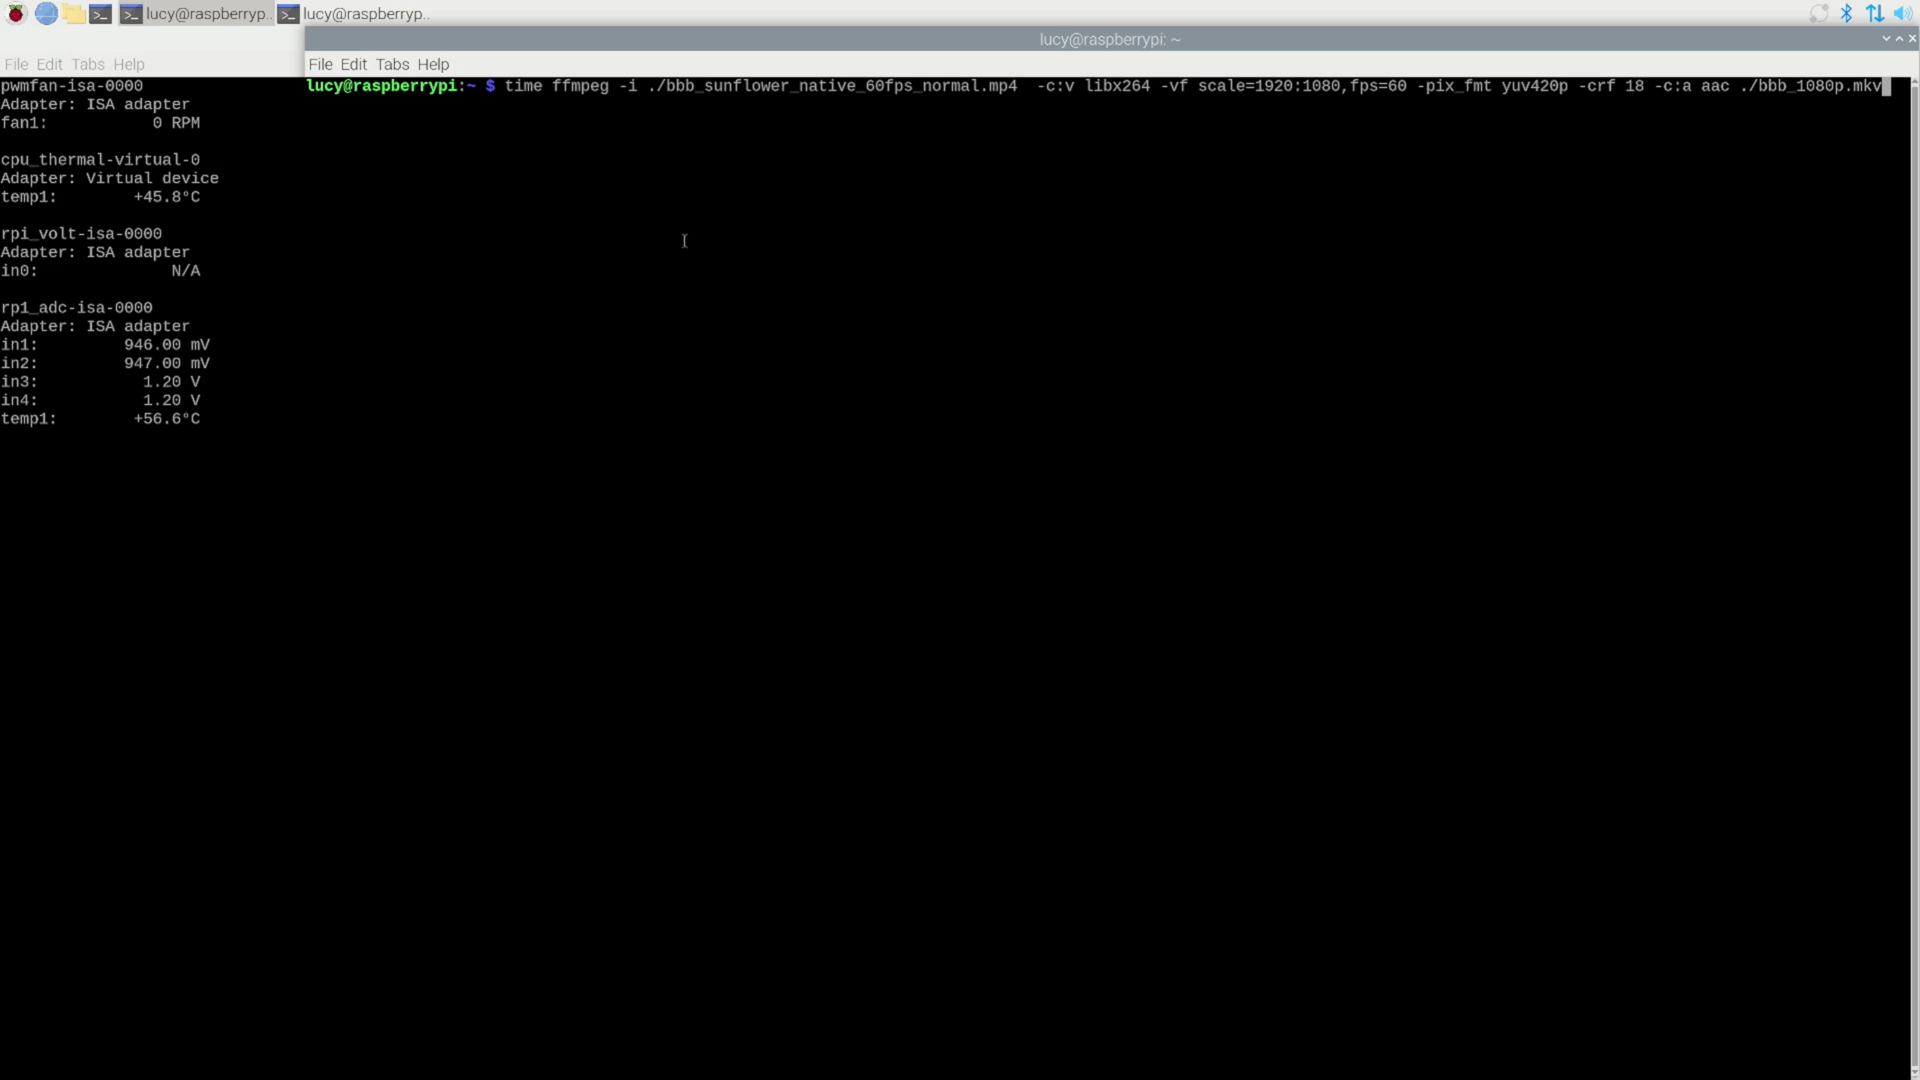 lucy@raspberryp..
lucy@raspberryp..
lucy@raspberrypi: ~
File Edit Tabs Help
pwmfan-isa-0000
Adapter: ISA adapter
fan1: 0 RPM
cpu_thermal-virtual-0
Adapter: Virtual device
temp1: +45.8°C
rpi_volt-isa-0000
Adapter: ISA adapter
in0: N/A
rp1_adc-isa-0000
Adapter: ISA adapter
in1: 946.00 mV
in2: 947.00 mV
in3: 1.20 V
in4: 1.20 V
temp1: +56.6°C
File Edit Tabs Help
lucy@raspberrypi:~ $ time ffmpeg -i ./bbb_sunflower_native_60fps_normal.mp4  -c:v libx264 -vf scale=1920:1080,fps=60 -pix_fmt yuv420p -crf 18 -c:a aac ./bbb_1080p.mkv